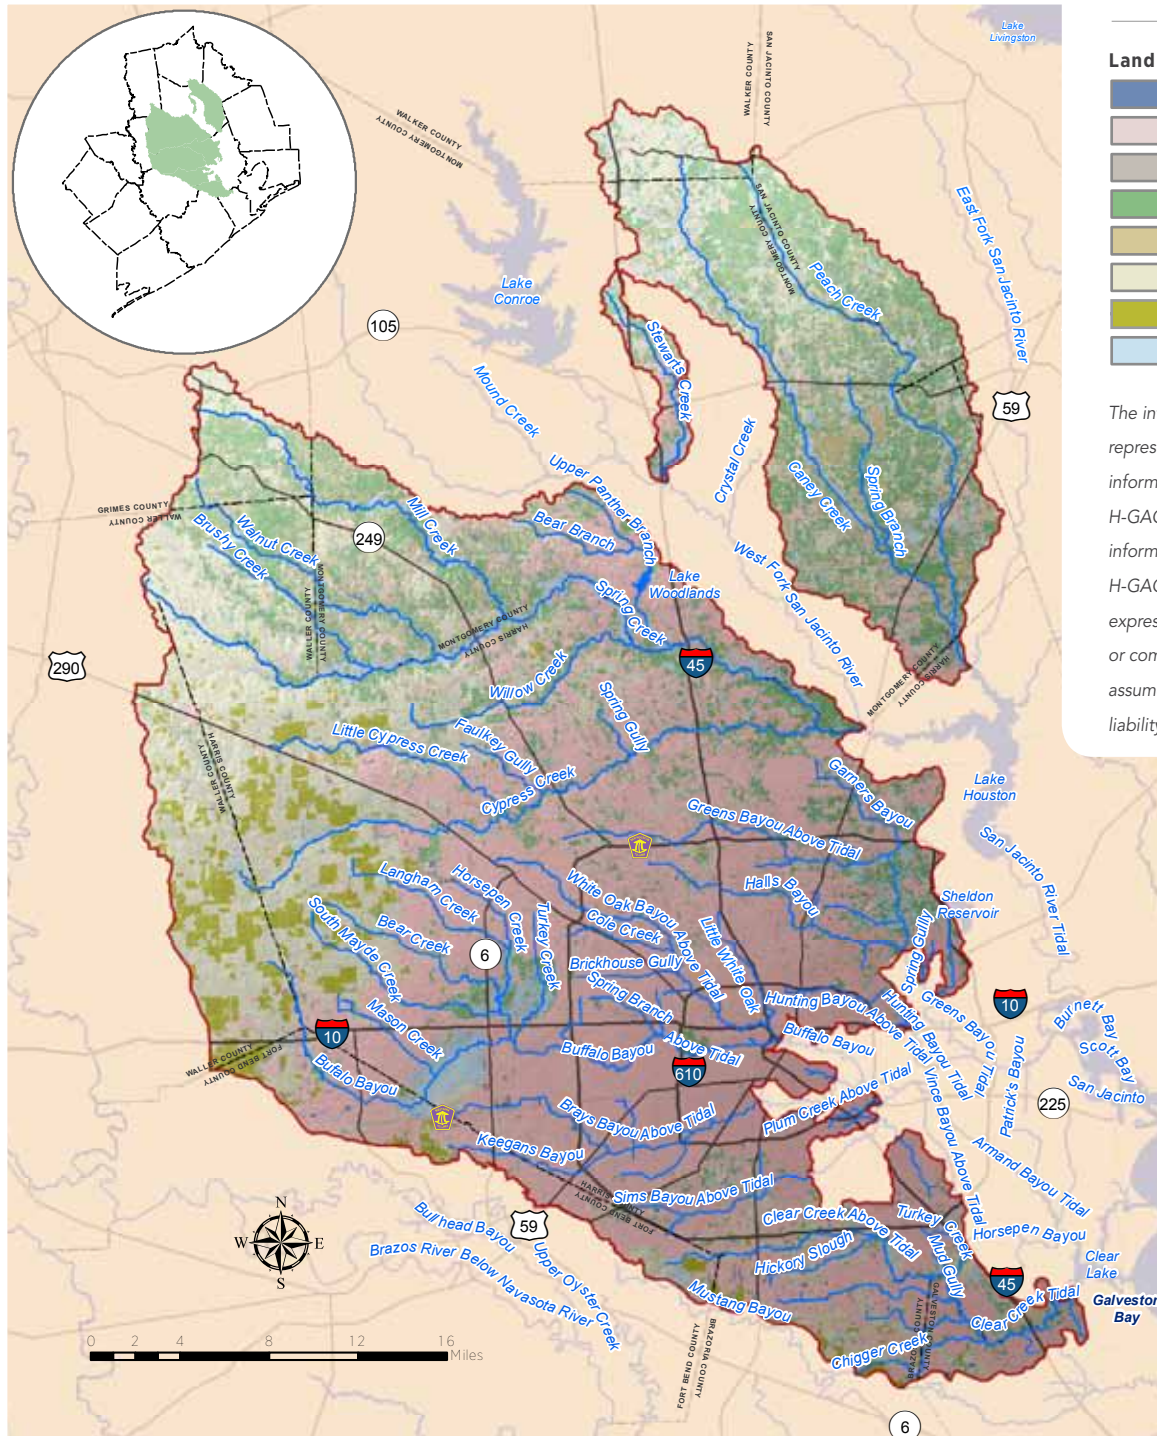 Lake
Livingston
Land
WALKER COUNTY
SAN JACINTO COUNTY
WALKER COUNTY
MONTGOMERY COUNTY
SAN JACINTO COUNTY
MONTGOMERY COUNTY
East Fork San Jacinto River
Peach Creek
Lake
Conroe
105
Stewarts Creek
59
Mound Creek
Crystal Creek
Caney Creek
Spring Branch
The in
repres
inform
H-GAC
inform
H-GAC
expres
or com
assum
liability
Upper Panther Branch
Bear Branch
GRIMES COUNTY
WALLER COUNTY
Brushy Creek
Walnut Creek
249
Mill Creek
WALLER COUNTY
MONTGOMERY COUNTY
Lake
Woodlands
West Fork San Jacinto River
Spring Creek
MONTGOMERY COUNTY
HARRIS COUNTY
MONTGOMERY COUNTY
HARRIS COUNTY
290
45
Willow Creek
Spring Gully
Little Cypress Creek
Faulkey Gully
Cypress Creek
HARRIS COUNTY
WALLER COUNTY
Garners Bayou
Lake
Houston
Greens Bayou Above Tidal
San Jacinto River Tidal
Langham Creek
Horsepen Creek
White Oak Bayou Above Tidal
Halls Bayou
Sheldon
Reservoir
South Mayde Creek
Bear Creek
Turkey Creek
Cole Creek
Little White Oak
Spring Gully
6
Brickhouse Gully
Spring Branch
Hunting Bayou Above Tidal
Hunting Bayou Tidal
Greens Bayou Tidal
10
Burnett Bay
Scott Bay
Mason Creek
10
Buffalo Bayou
Above Tidal
Buffalo Bayou
WALLER COUNTY
FORT BEND COUNTY
Bufalo Bayou
610
Patrick's Bayou
San Jacinto
225
Plum Creek Above Tidal
Vince Bayou Above Tidal
Brays Bayou Above Tidal
Keegans Bayou
Armand Bayou Tidal
HARRIS COUNTY
FORT BEND COUNTY
Sims Bayou Above Tidal
Clear Creek Above Tidal
Turkey Creek
Horsepen Bayou
N
W
E
S
Bullhead Bayou
59
Upper Oyster Creek
Brazos River Below Navasota River
Hickory Slough
Mud Gully
45
Clear
Lake
Galveston
Bay
Mustang Bayou
Clear Creek Tidal
GALVESTON COUNTY
BRAZORIA COUNTY
0 2 4 8 12 16
Miles
Chigger Creek
FORT BEND COUNTY
BRAZORIA COUNTY
6